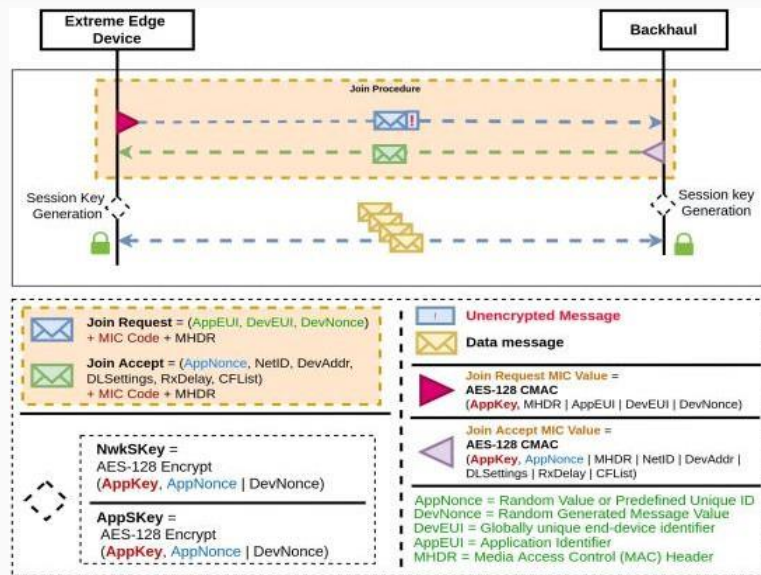 Extreme Edge
Device
Backhaul
Join Procedure
!
Session Key
Generation
Session key
Generation
Join Request = (AppEUI, DevEUI, DevNonce)
+ MIC Code + MHDR
Join Accept = (AppNonce, NetID, DevAddr,
DLSettings, RxDelay, CFList)
+ MIC Code + MHDR
NwkSKey =
AES-128 Encrypt
(AppKey, AppNonce | DevNonce)
AppSKey =
AES-128 Encrypt
(AppKey, AppNonce | DevNonce)
! Unencrypted Message
Data message
Join Request MIC Value =
AES-128 CMAC
(AppKey, MHDR | AppEUI | DevEUI | DevNonce)
Join Accept MIC Value =
AES-128 CMAC
(AppKey, AppNonce | MHDR | NetID | DevAddr |
DLSettings | RxDelay | CFList)
AppNonce = Random Value or Predefined Unique ID
DevNonce = Random Generated Message Value
DevEUI = Globally unique end-device identifier
AppEUI = Application Identifier
MHDR = Media Access Control (MAC) Header